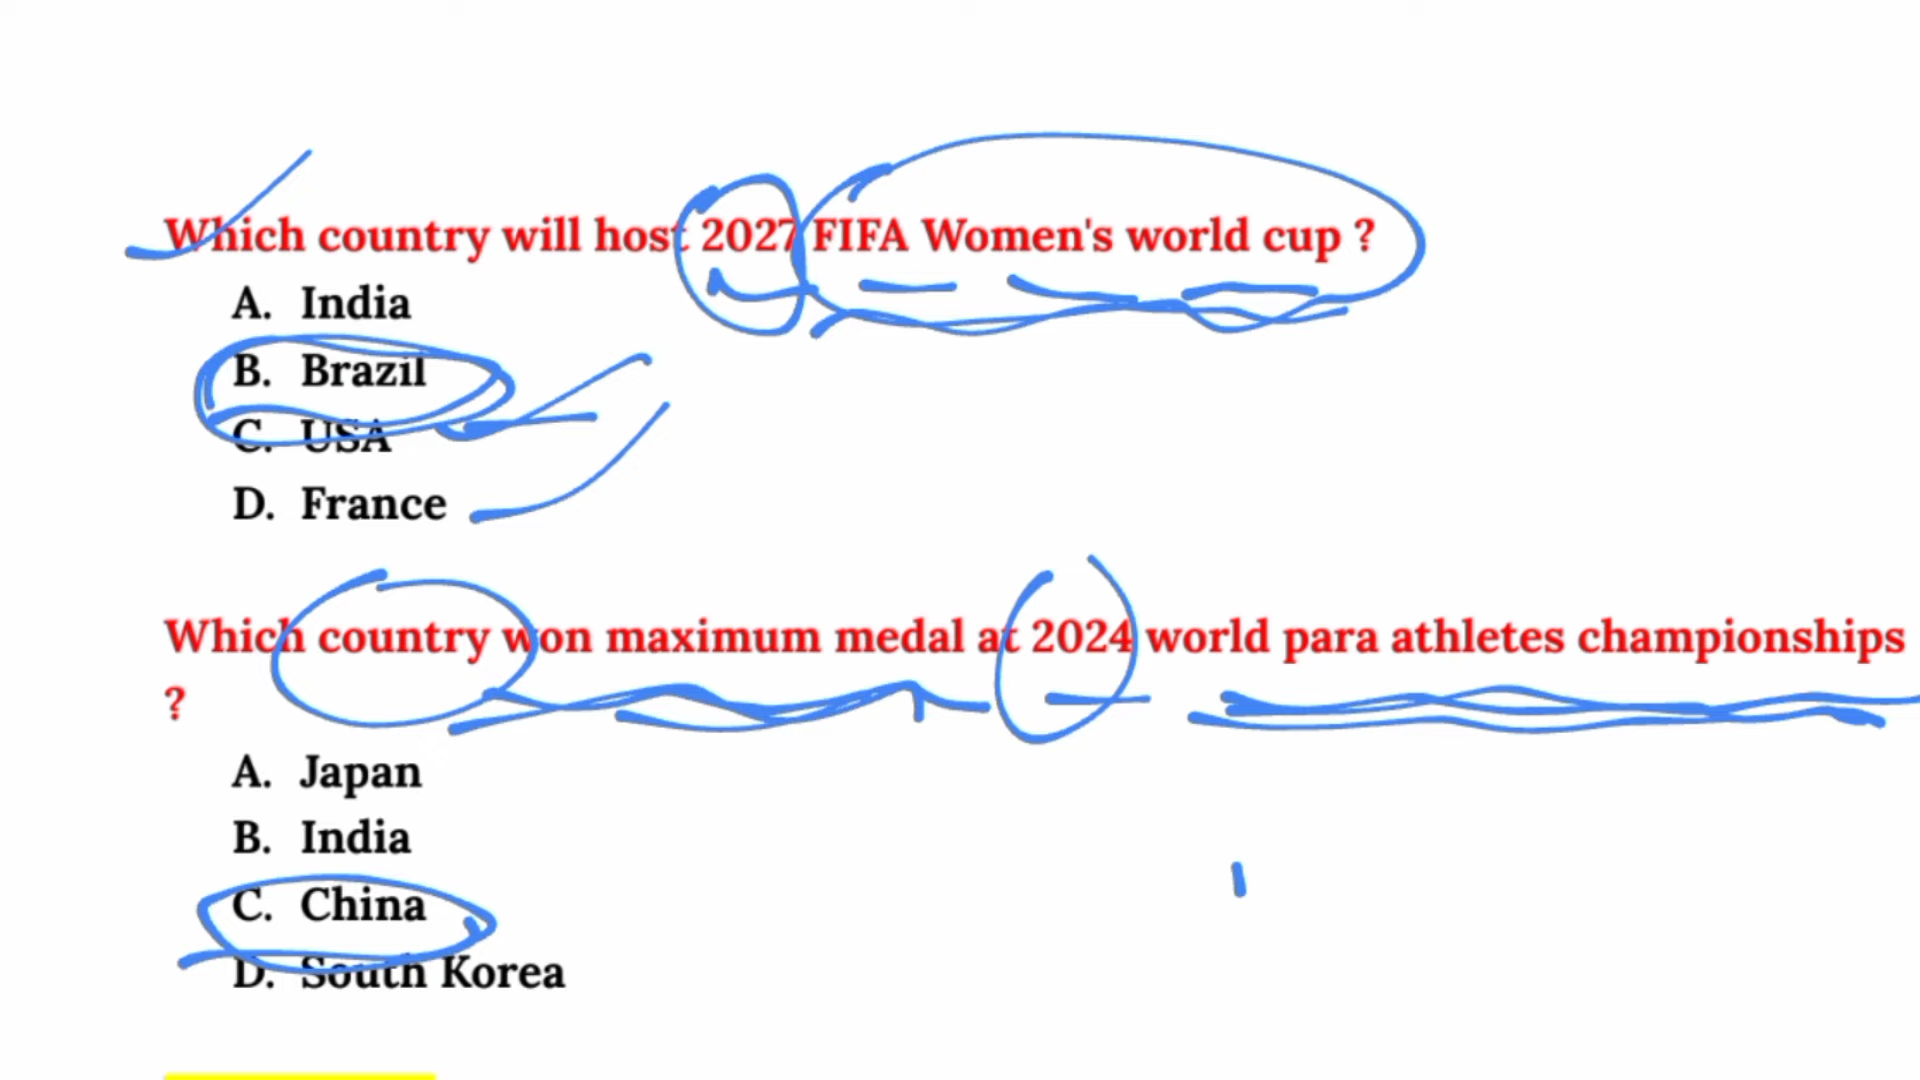 Which country will host 2027 FIFA Women's world cup ?
A. India
B. Brazil
C. USA
D. France
Which country won maximum medal at 2024 world para athletes championships
?
A. Japan
B. India
C. China
D. South Korea